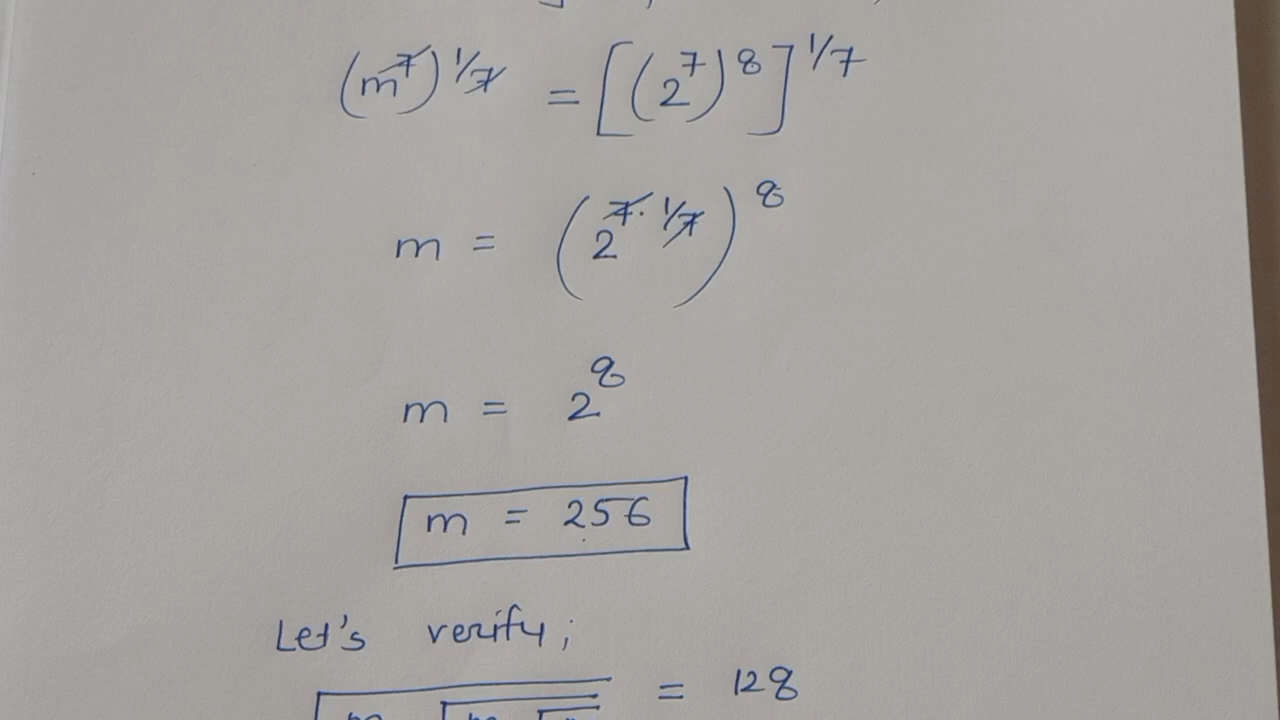 (m^7)^1/7 = [(2^7)^8]^1/7
m = (2^7·1/7)^8
m = 2^8
m = 256
Let's verify;
√m √m √ = 128